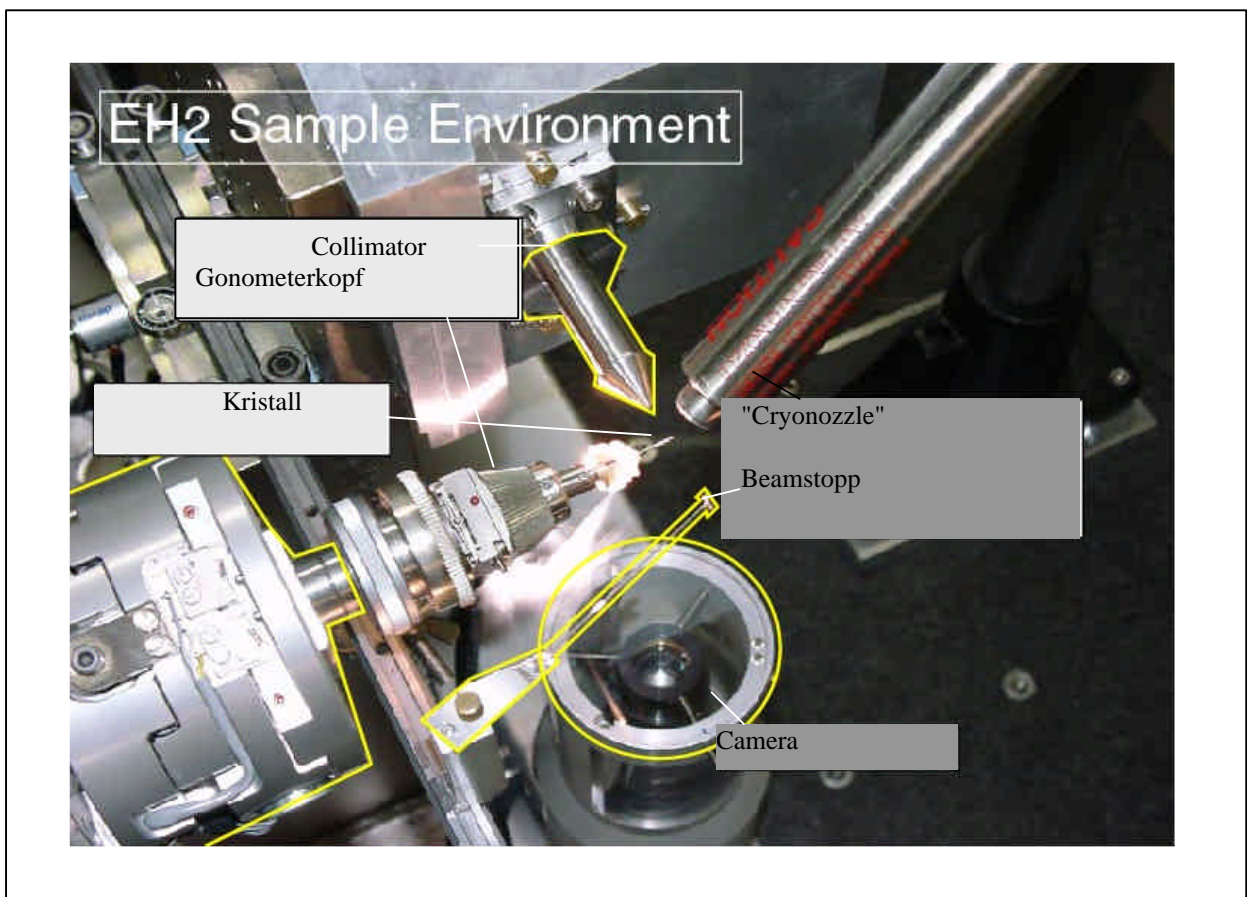 EH2 Sample Environment
Collimator
Gonometerkopf
Kristall
"Cryonozzle"
Beamstopp
Camera